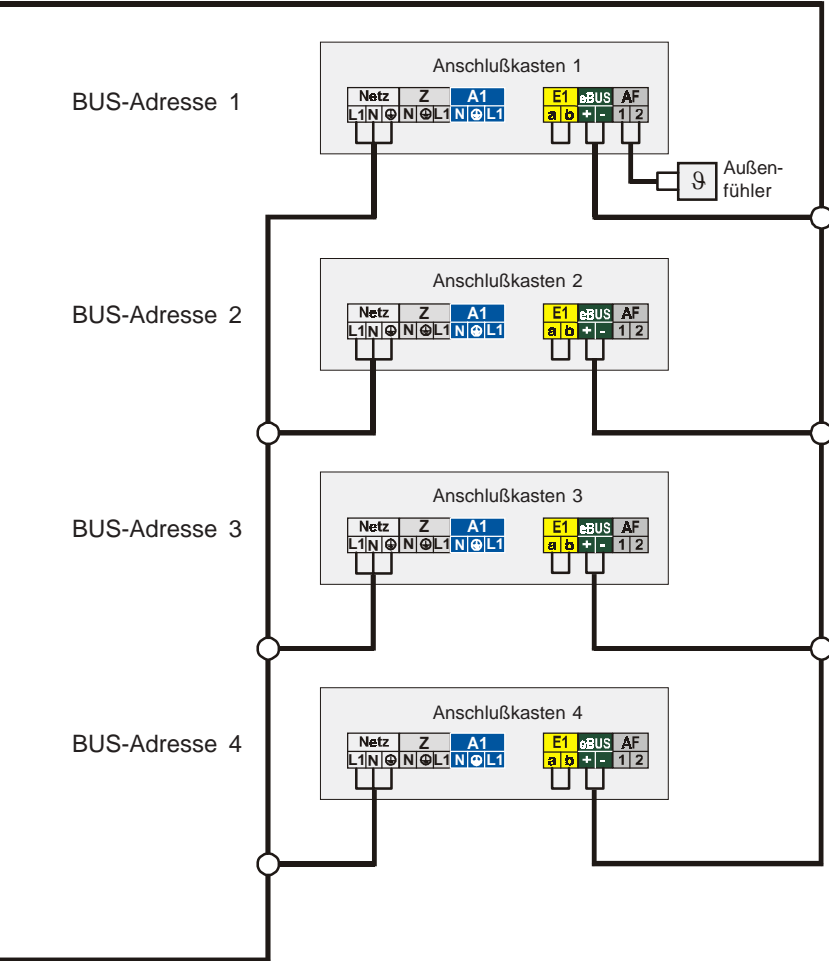 Anschlußkasten 1
BUS-Adresse 1
Netz Z A1 E1 eBUS AF
L1 N ⏚ N ⏚ L1 N ⏚ L1 a b + - 1 2
ϑ Außen-
fühler
Anschlußkasten 2
BUS-Adresse 2
Netz Z A1 E1 eBUS AF
L1 N ⏚ N ⏚ L1 N ⏚ L1 a b + - 1 2
Anschlußkasten 3
BUS-Adresse 3
Netz Z A1 E1 eBUS AF
L1 N ⏚ N ⏚ L1 N ⏚ L1 a b + - 1 2
Anschlußkasten 4
BUS-Adresse 4
Netz Z A1 E1 eBUS AF
L1 N ⏚ N ⏚ L1 N ⏚ L1 a b + - 1 2